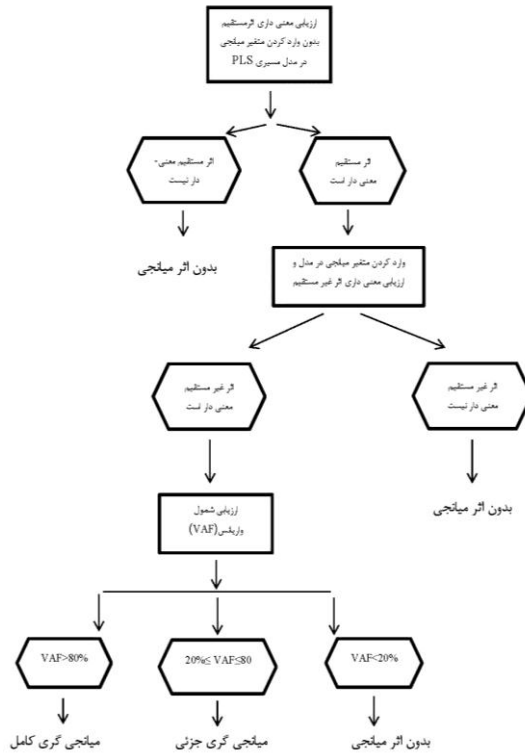 ارزیابی معنی داری اثرمستقیم
بدون وارد کردن متغیر میانجی
در مدل مسیری PLS
اثر مستقیم
معنی دار است
اثر مستقیم معنی-
دار نیست
بدون اثر میانجی
وارد کردن متغیر میانجی در مدل و
ارزیابی معنی داری اثر غیر مستقیم
اثر غیر مستقیم
معنی دار نیست
اثر غیر مستقیم
معنی دار است
بدون اثر میانجی
ارزیابی شمول
واریانس(VAF)
VAF<20%
20%≤ VAF≤80
VAF>80%
بدون اثر میانجی
میانجی گری جزئی
میانجی گری کامل